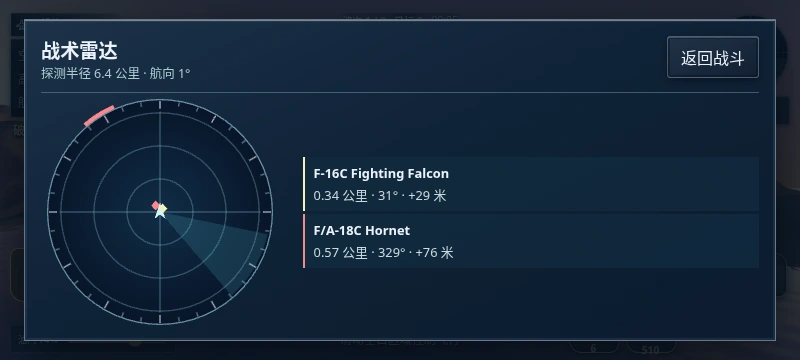 战术雷达
探测半径 6.4 公里 · 航向 1°
返回战斗
F-16C Fighting Falcon
0.34 公里 · 31° · +29 米
F/A-18C Hornet
0.57 公里 · 329° · +76 米
6
510